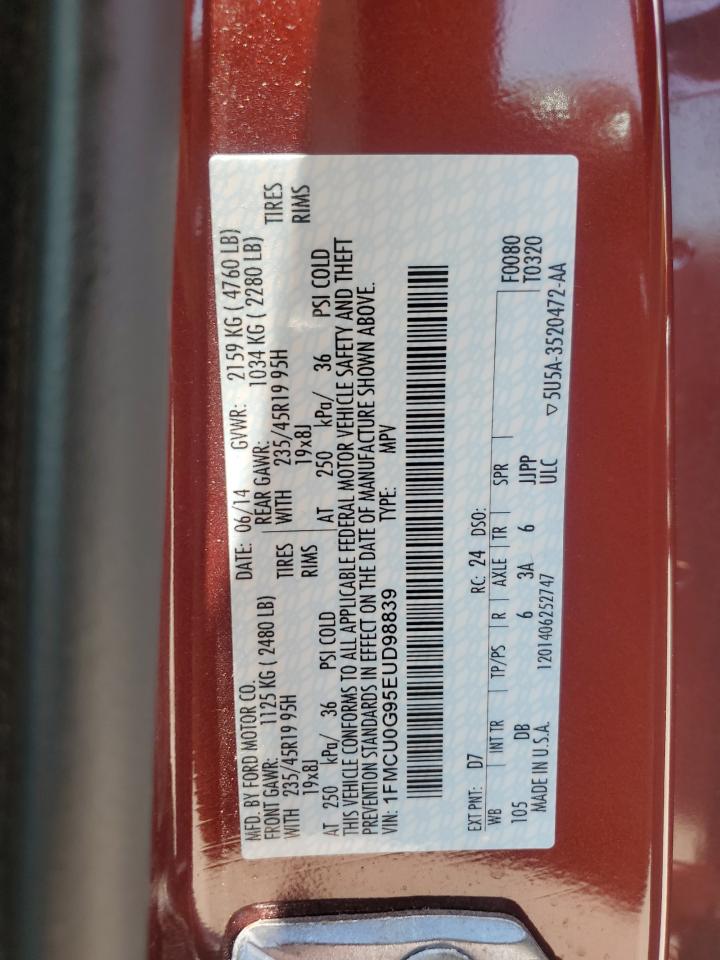 MFD. BY FORD MOTOR CO. DATE: 06/14 GVWR: 2159 KG ( 4760 LB)
FRONT GAWR: 1125 KG ( 2480 LB) REAR GAWR: 1034 KG ( 2280 LB)
WITH 235/45R19 95H TIRES WITH 235/45R19 95H TIRES
19x8J RIMS 19x8J RIMS
AT 250 kPa/ 36 PSI COLD AT 250 kPa/ 36 PSI COLD
THIS VEHICLE CONFORMS TO ALL APPLICABLE FEDERAL MOTOR VEHICLE SAFETY AND THEFT
PREVENTION STANDARDS IN EFFECT ON THE DATE OF MANUFACTURE SHOWN ABOVE.
VIN: 1FMCU0G95EUD98839 TYPE: MPV
EXT PNT: D7 RC: 24 DSO: F0080
WB INT TR TP/PS R AXLE TR SPR T0320
105 DB 6 3A 6 JJPP
MADE IN U.S.A. 1201406252747 ULC ▽5U5A-3520472-AA